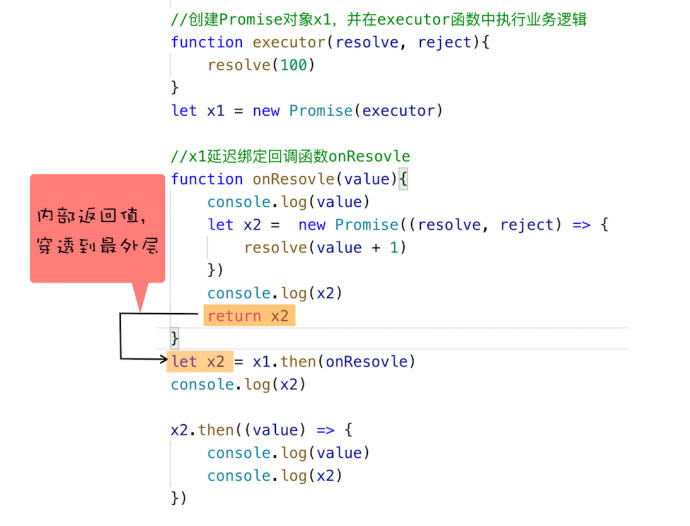 //创建Promise对象x1，并在executor函数中执行业务逻辑
function executor(resolve, reject){
    resolve(100)
}
let x1 = new Promise(executor)

//x1延迟绑定回调函数onResovle
function onResovle(value){
    console.log(value)
    let x2 =  new Promise((resolve, reject) => {
        resolve(value + 1)
    })
    console.log(x2)
    return x2
}
内部返回值，
穿透到最外层
let x2 = x1.then(onResovle)
console.log(x2)

x2.then((value) => {
    console.log(value)
    console.log(x2)
})